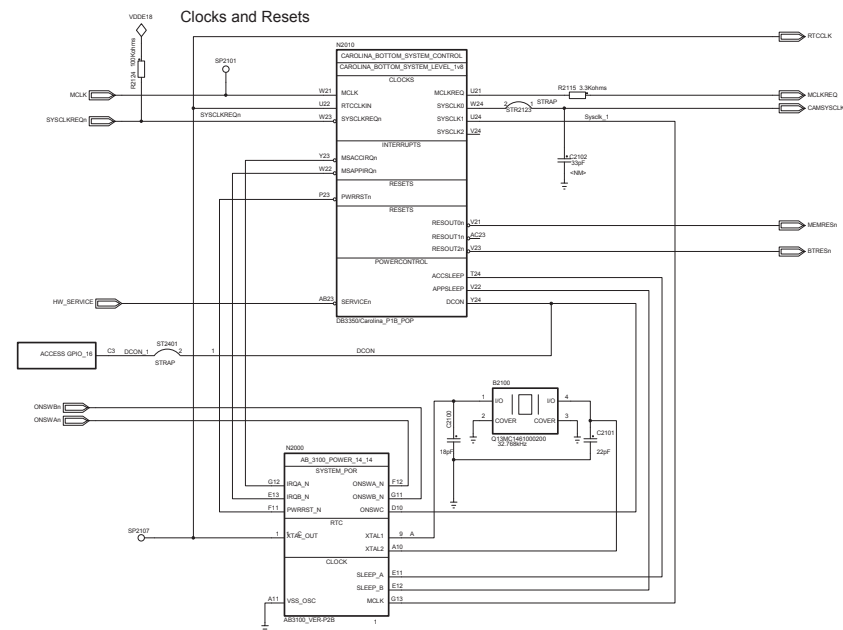 Clocks and Resets
VDDE18
R2124 100Kohms
SP2101
MCLK
SYSCLKREQn
SYSCLKREQn
RTCCLK
N2010
CAROLINA_BOTTOM_SYSTEM_CONTROL
CAROLINA_BOTTOM_SYSTEM_LEVEL_1v8
CLOCKS
W21 MCLK MCLKREQ U21
U22 RTCCLKIN SYSCLK0 W24
W23 SYSCLKREQn SYSCLK1 U24
SYSCLK2 V24
R2115 3.3Kohms
MCLKREQ
2 STR2123 1 STRAP
CAMSYSCLK
Sysclk_1
C2102
33pF
<NM>
INTERRUPTS
Y23 MSACCIRQn
W22 MSAPPIRQn
RESETS
P23 PWRRSTn
RESETS
RESOUT0n V21
MEMRESn
RESOUT1n AC23
RESOUT2n V23
BTRESn
POWERCONTROL
ACCSLEEP T24
APPSLEEP V22
HW_SERVICE
AB23 SERVICEn DCON Y24
DB3350/Carolina_P1B_POP
ACCESS GPIO_16
C3 DCON_1
ST2401
2
STRAP
1
DCON
ONSWBn
ONSWAn
B2100
1 I/O I/O 4
2 COVER COVER 3
Q13MC1461000200
32.768kHz
C2100
18pF
C2101
22pF
N2000
AB_3100_POWER_14_14
SYSTEM_POR
G12 IRQA_N ONSWA_N F12
E13 IRQB_N ONSWB_N G11
F11 PWRRST_N ONSWC D10
RTC
SP2107
1 XTAL_OUT XTAL1 9 A
XTAL2 A10
CLOCK
SLEEP_A E11
SLEEP_B E12
A11 VSS_OSC MCLK G13
AB3100_VER-P2B
1